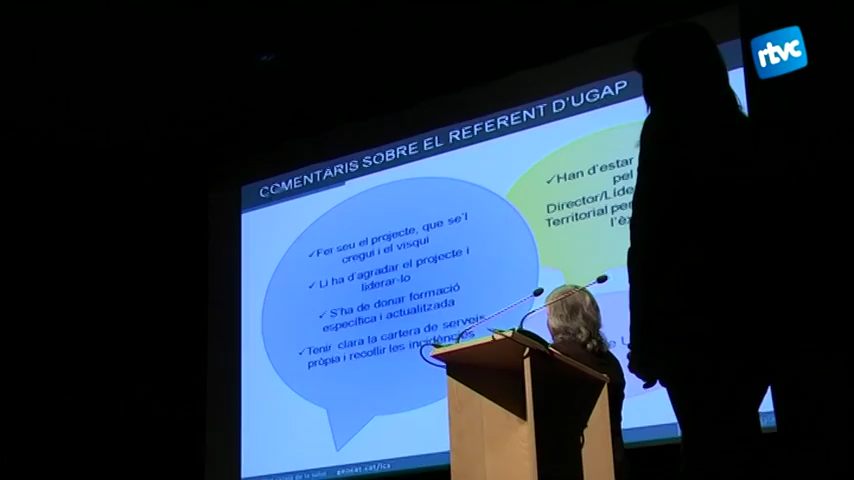 rtvc
COMENTARIS SOBRE EL REFERENT D'UGAP
✓Fer seu el projecte, que se'l
cregui i el visqui
✓Li ha d'agradar el projecte i
liderar-lo
✓S'ha de donar formació
específica i actualitzada
✓Tenir clara la cartera de serveis
pròpia i recollir les incidències
✓Han d'estar
pel
Director/Líde
Territorial per
l'èx
gencat.cat/ics